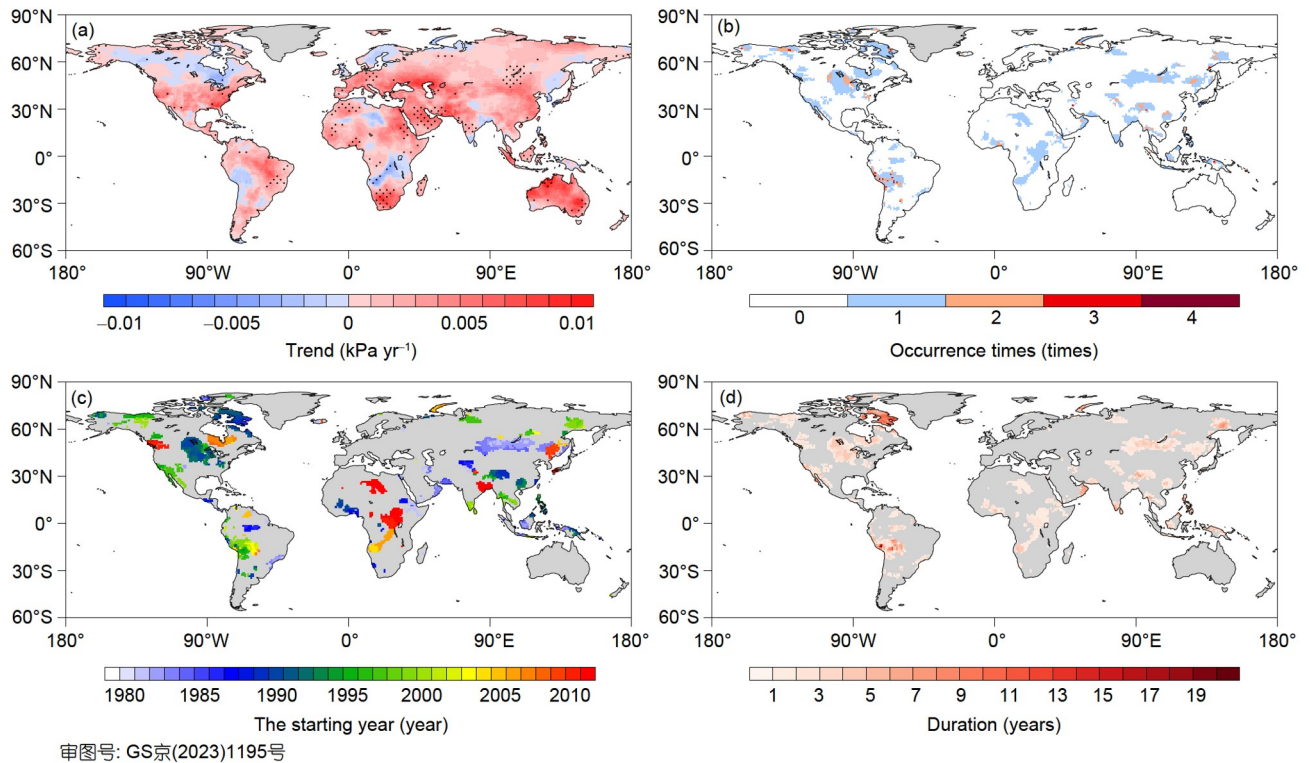 (a)
90°N
60°N
30°N
0°
30°S
60°S
180° 90°W 0° 90°E 180°
−0.01 −0.005 0 0.005 0.01
Trend (kPa yr⁻¹)
(b)
90°N
60°N
30°N
0°
30°S
60°S
180° 90°W 0° 90°E 180°
0 1 2 3 4
Occurrence times (times)
(c)
90°N
60°N
30°N
0°
30°S
60°S
180° 90°W 0° 90°E 180°
1980 1985 1990 1995 2000 2005 2010
The starting year (year)
(d)
90°N
60°N
30°N
0°
30°S
60°S
180° 90°W 0° 90°E 180°
1 3 5 7 9 11 13 15 17 19
Duration (years)
审图号: GS京(2023)1195号